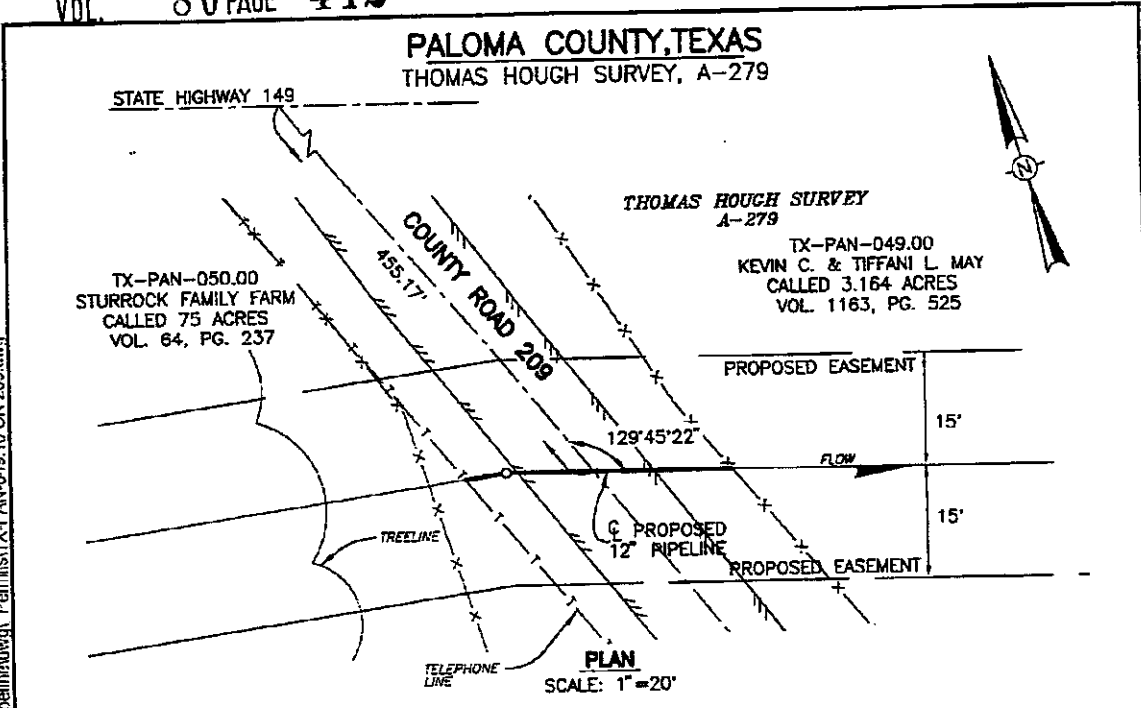 VOL. PAGE
PALOMA COUNTY, TEXAS
THOMAS HOUGH SURVEY, A-279
STATE HIGHWAY 149
N
THOMAS HOUGH SURVEY
A-279
TX-PAN-049.00
KEVIN C. & TIFFANI L. MAY
CALLED 3.164 ACRES
VOL. 1163, PG. 525
TX-PAN-050.00
STURROCK FAMILY FARM
CALLED 75 ACRES
VOL. 64, PG. 237
COUNTY ROAD 209
455.17'
PROPOSED EASEMENT
15'
129°45'22"
FLOW
15'
℄ PROPOSED
12" PIPELINE
PROPOSED EASEMENT
TREELINE
TELEPHONE
LINE
PLAN
SCALE: 1"=20'